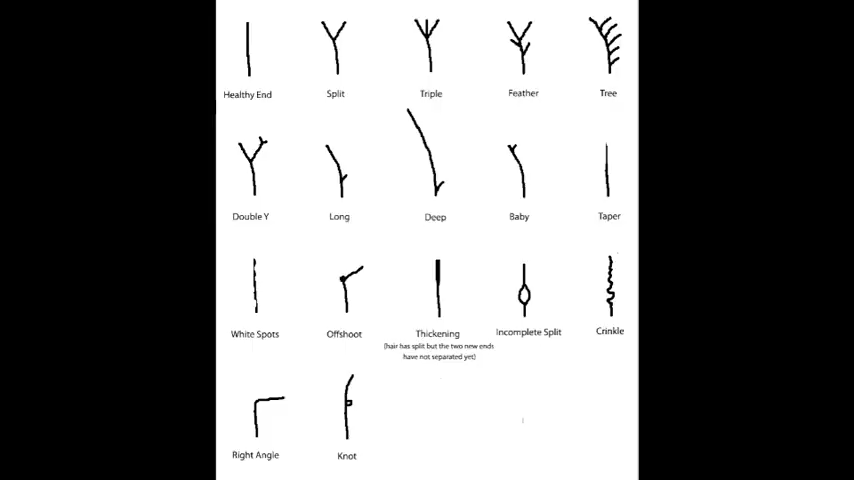 Healthy End
Split
Triple
Feather
Tree
Double Y
Long
Deep
Baby
Taper
White Spots
Offshoot
Thickening
(hair has split but the two new ends
have not separated yet)
Incomplete Split
Crinkle
Right Angle
Knot